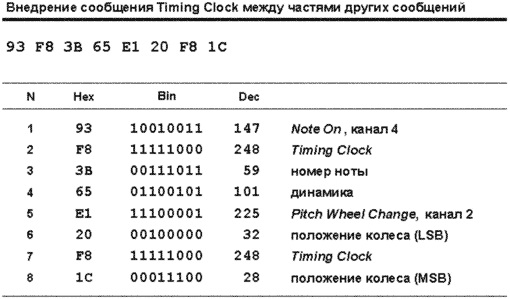 Внедрение сообщения Timing Clock между частями других сообщений
93 F8 3B 65 E1 20 F8 1C
N Hex Bin Dec
1 93 10010011 147 Note On, канал 4
2 F8 11111000 248 Timing Clock
3 3B 00111011 59 номер ноты
4 65 01100101 101 динамика
5 E1 11100001 225 Pitch Wheel Change, канал 2
6 20 00100000 32 положение колеса (LSB)
7 F8 11111000 248 Timing Clock
8 1C 00011100 28 положение колеса (MSB)